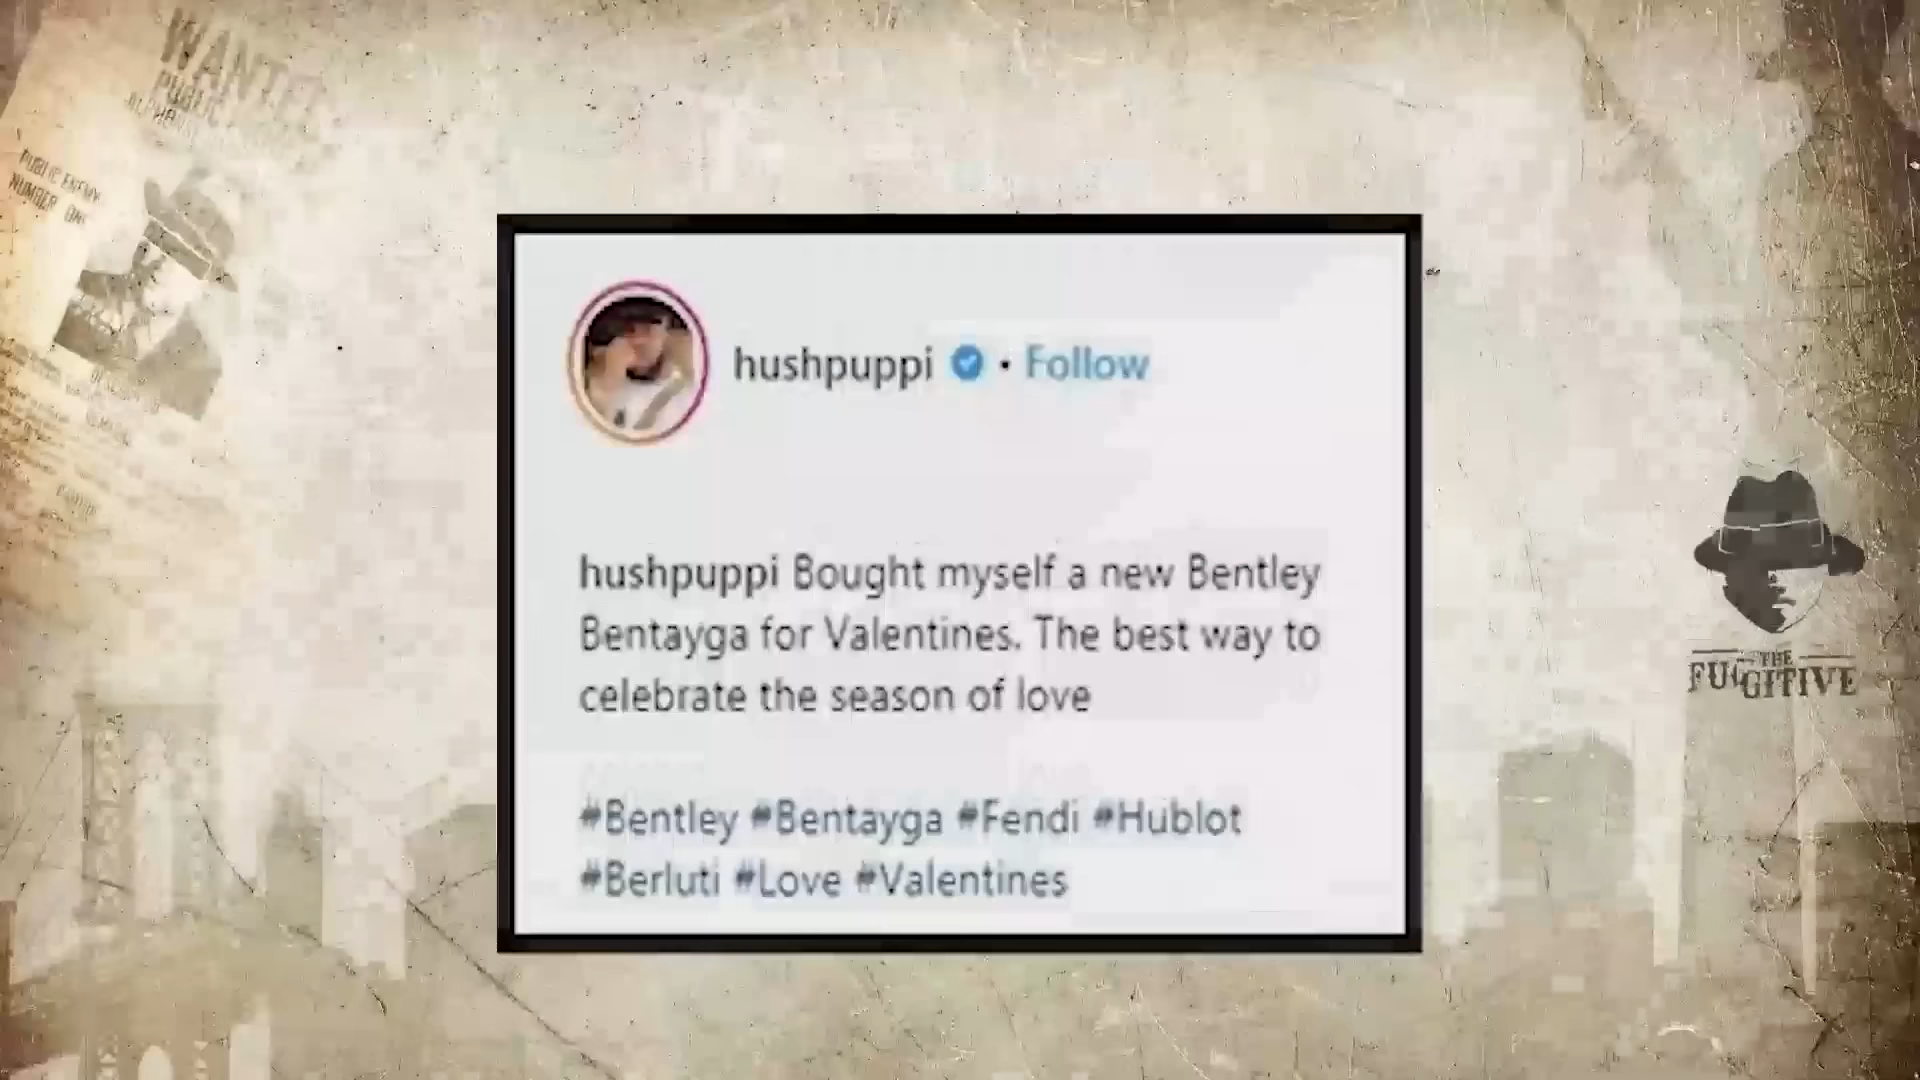 WANTED
PUBLIC
PUBLIC ENEMY
NUMBER ONE
hushpuppi • Follow
hushpuppi Bought myself a new Bentley
Bentayga for Valentines. The best way to
celebrate the season of love
#Bentley #Bentayga #Fendi #Hublot
#Berluti #Love #Valentines
THE
FUGITIVE